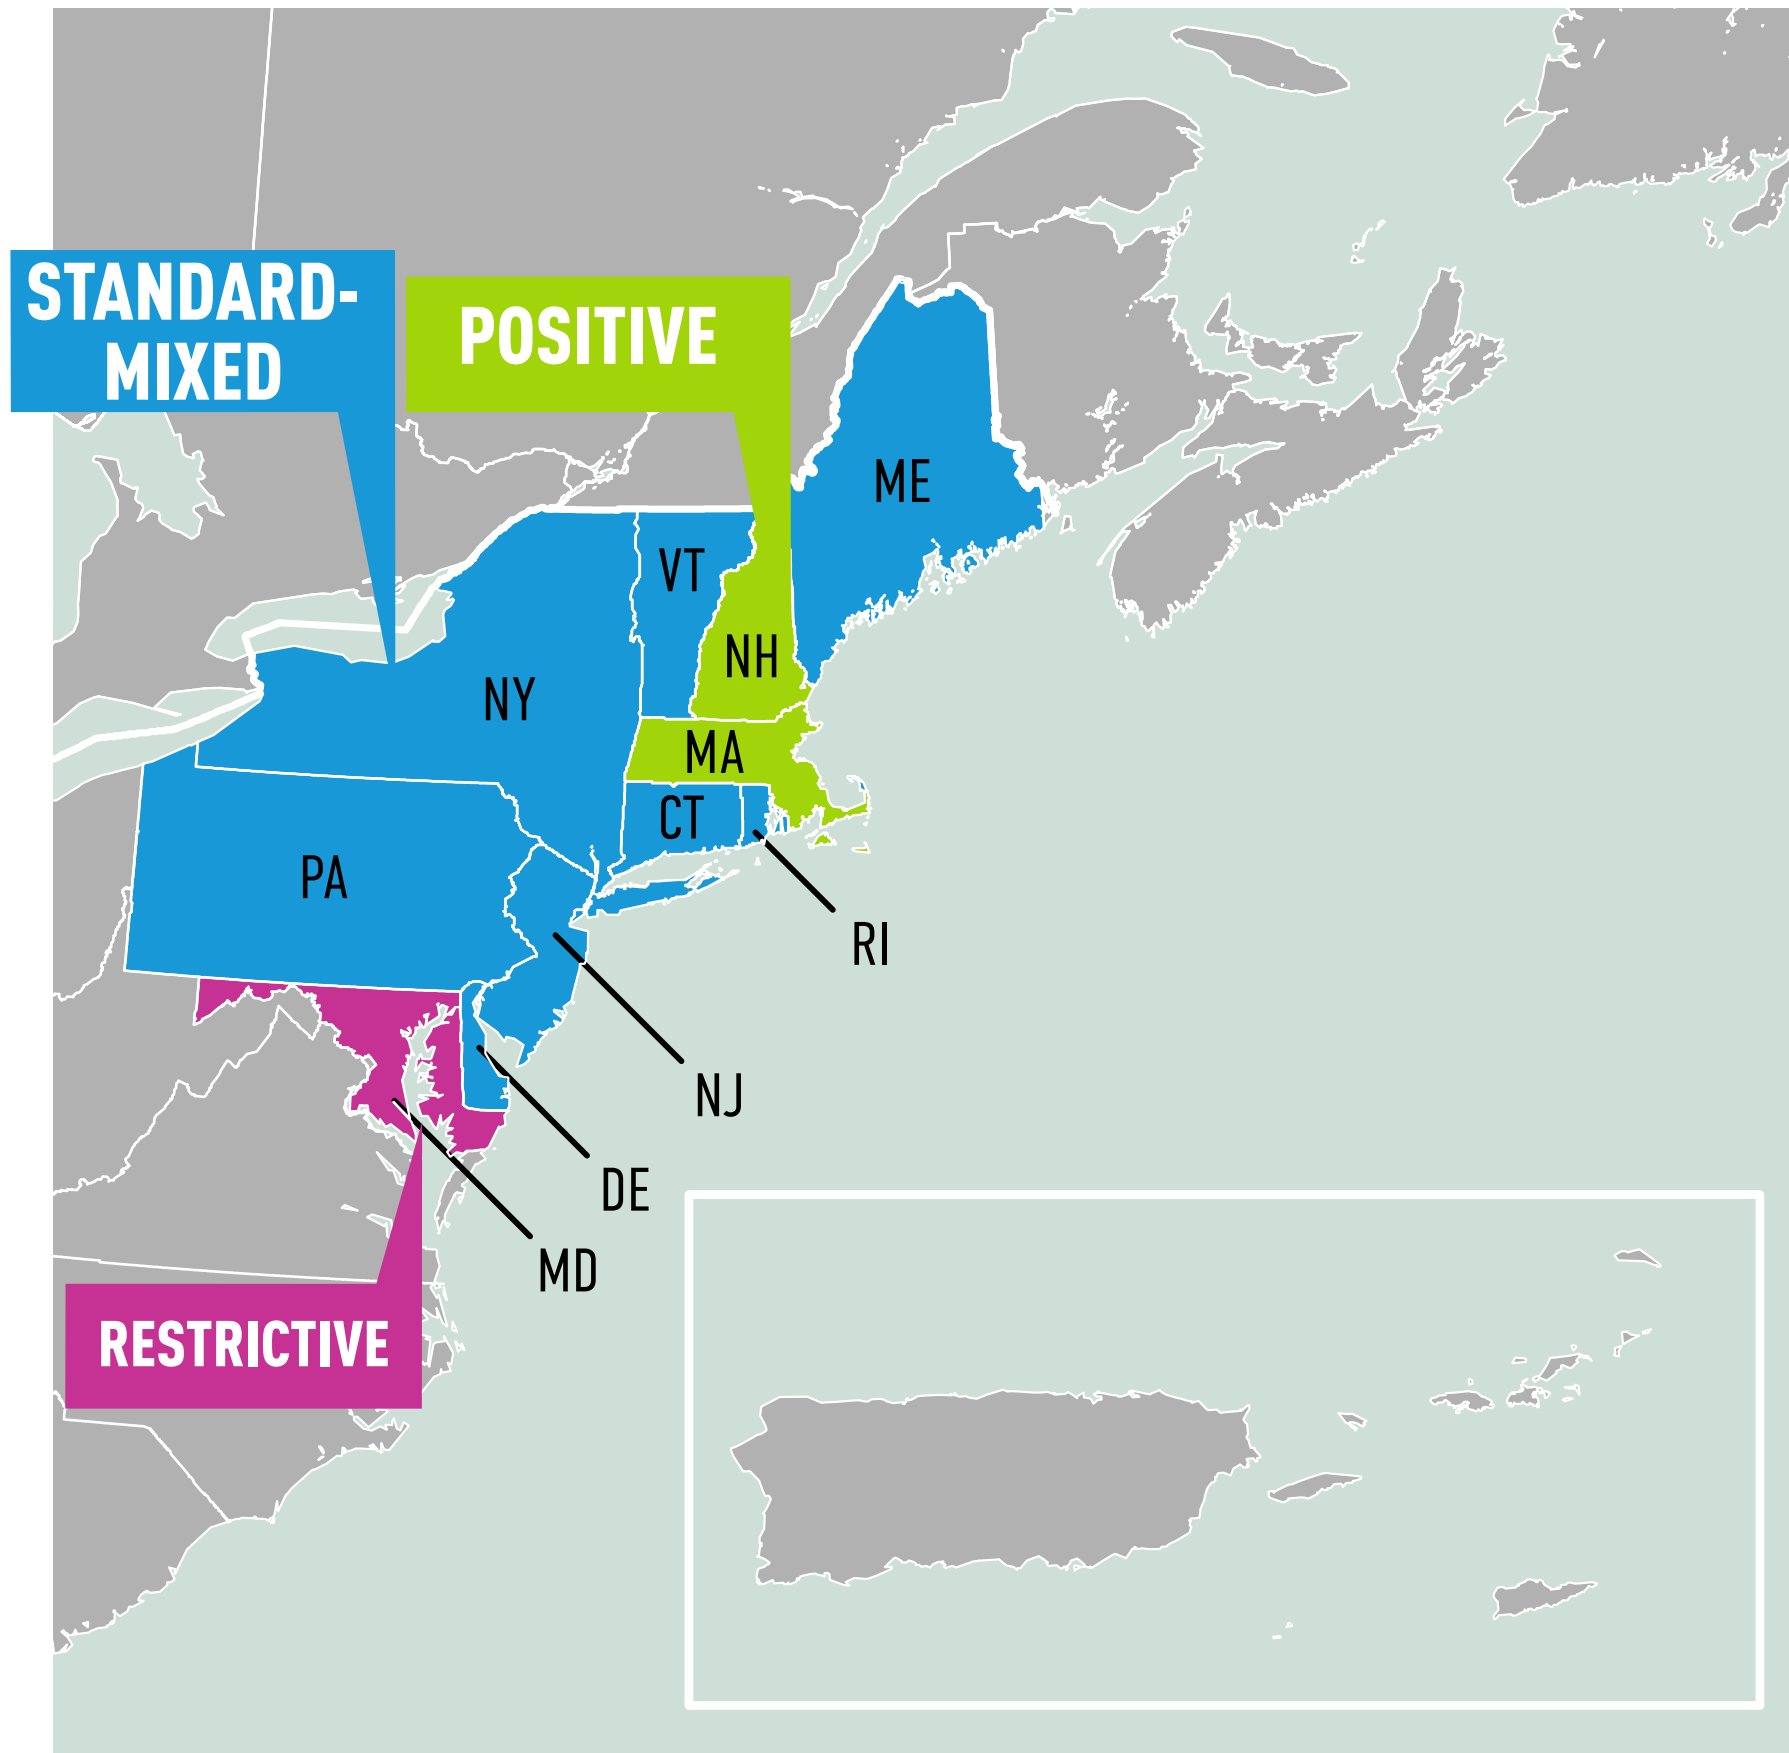 STANDARD-
MIXED
POSITIVE
ME
VT
NH
NY
MA
CT
PA
RI
NJ
DE
MD
RESTRICTIVE